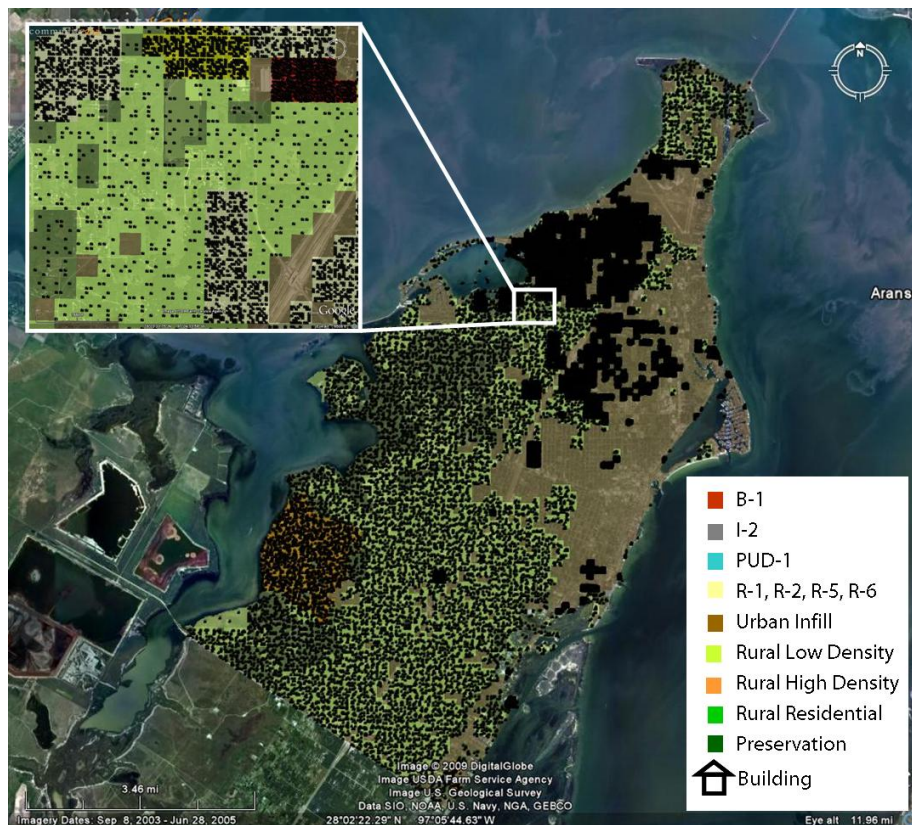 community
N
Google
Arans
B-1
I-2
PUD-1
R-1, R-2, R-5, R-6
Urban Infill
Rural Low Density
Rural High Density
Rural Residential
Preservation
Building
Image © 2009 DigitalGlobe
Image USDA Farm Service Agency
Image U.S. Geological Survey
Data SIO, NOAA, U.S. Navy, NGA, GEBCO
3.46 mi
Imagery Dates: Sep 8, 2003 - Jun 28, 2005
28°02'22.29" N 97°05'44.63" W
Eye alt 11.96 mi